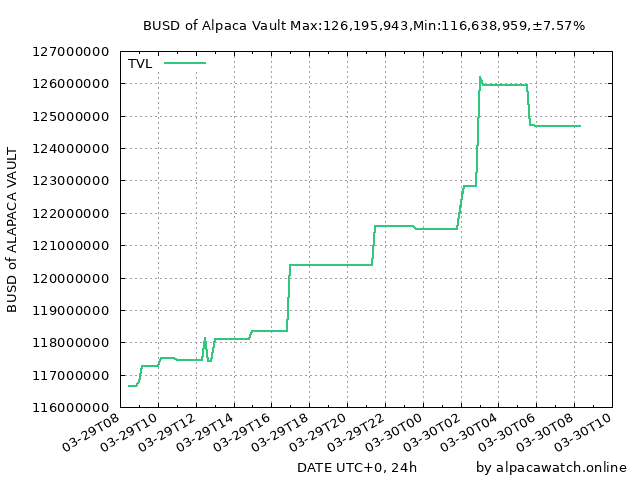 BUSD of Alpaca Vault Max:126,195,943,Min:116,638,959,±7.57%
TVL
127000000
126000000
125000000
124000000
123000000
122000000
121000000
120000000
119000000
118000000
117000000
116000000
BUSD of ALAPACA VAULT
03-29T08
03-29T10
03-29T12
03-29T14
03-29T16
03-29T18
03-29T20
03-29T22
03-30T00
03-30T02
03-30T04
03-30T06
03-30T08
03-30T10
DATE UTC+0, 24h
by alpacawatch.online